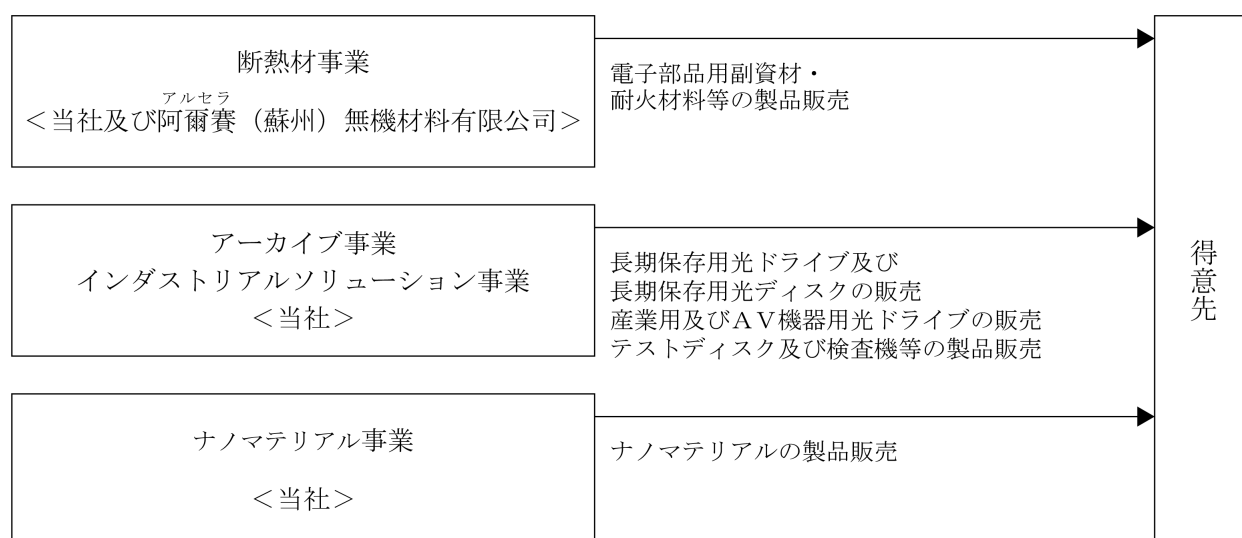 断熱材事業
アルセラ
＜当社及び阿爾賽（蘇州）無機材料有限公司＞
電子部品用副資材・
耐火材料等の製品販売
アーカイブ事業
インダストリアルソリューション事業
＜当社＞
長期保存用光ドライブ及び
長期保存用光ディスクの販売
産業用及びＡＶ機器用光ドライブの販売
テストディスク及び検査機等の製品販売
ナノマテリアル事業
＜当社＞
ナノマテリアルの製品販売
得意先